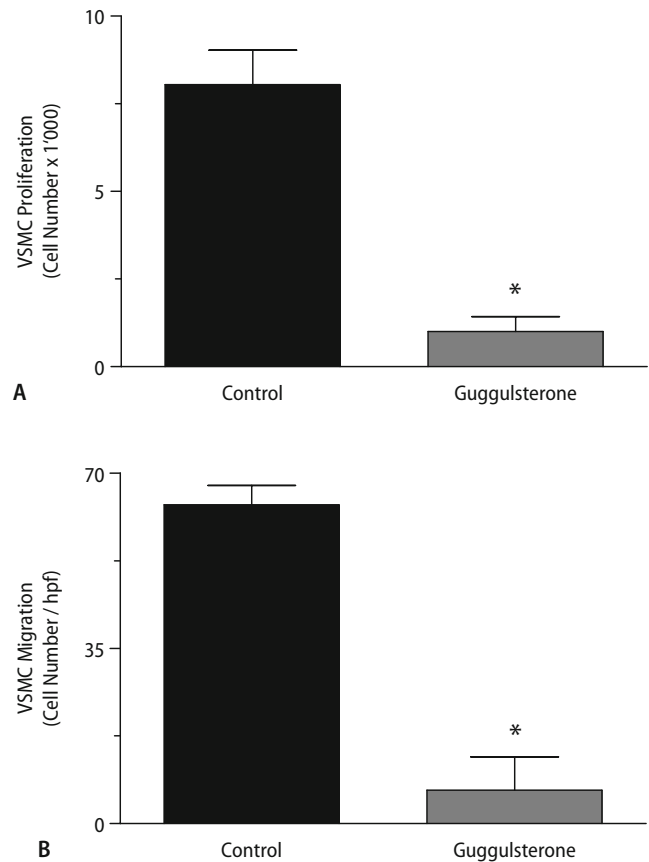 10
5
0
VSMC Proliferation
(Cell Number x 1'000)
*
A
Control
Guggulsterone
70
35
0
VSMC Migration
(Cell Number / hpf)
*
B
Control
Guggulsterone